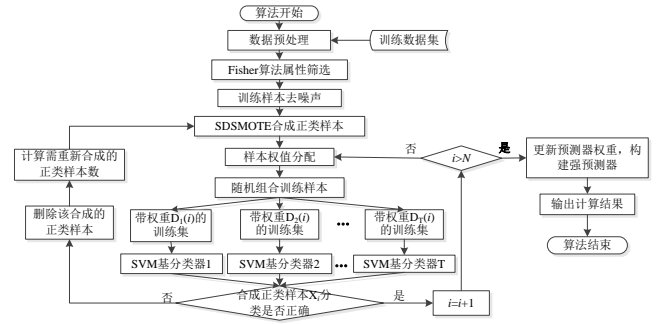 算法开始
数据预处理
训练数据集
Fisher算法属性筛选
训练样本去噪声
SDSMOTE合成正类样本
计算需重新合成的
正类样本数
样本权值分配
否
i>N
是
更新预测器权重，构
建强预测器
随机组合训练样本
输出计算结果
删除该合成的
正类样本
带权重D₁(i)的
训练集
带权重D₂(i)
的训练集
...
带权重D_T(i)
的训练集
算法结束
SVM基分类器1
SVM基分类器2
...
SVM基分类器T
否
合成正类样本Xᵢ分
类是否正确
是
i=i+1